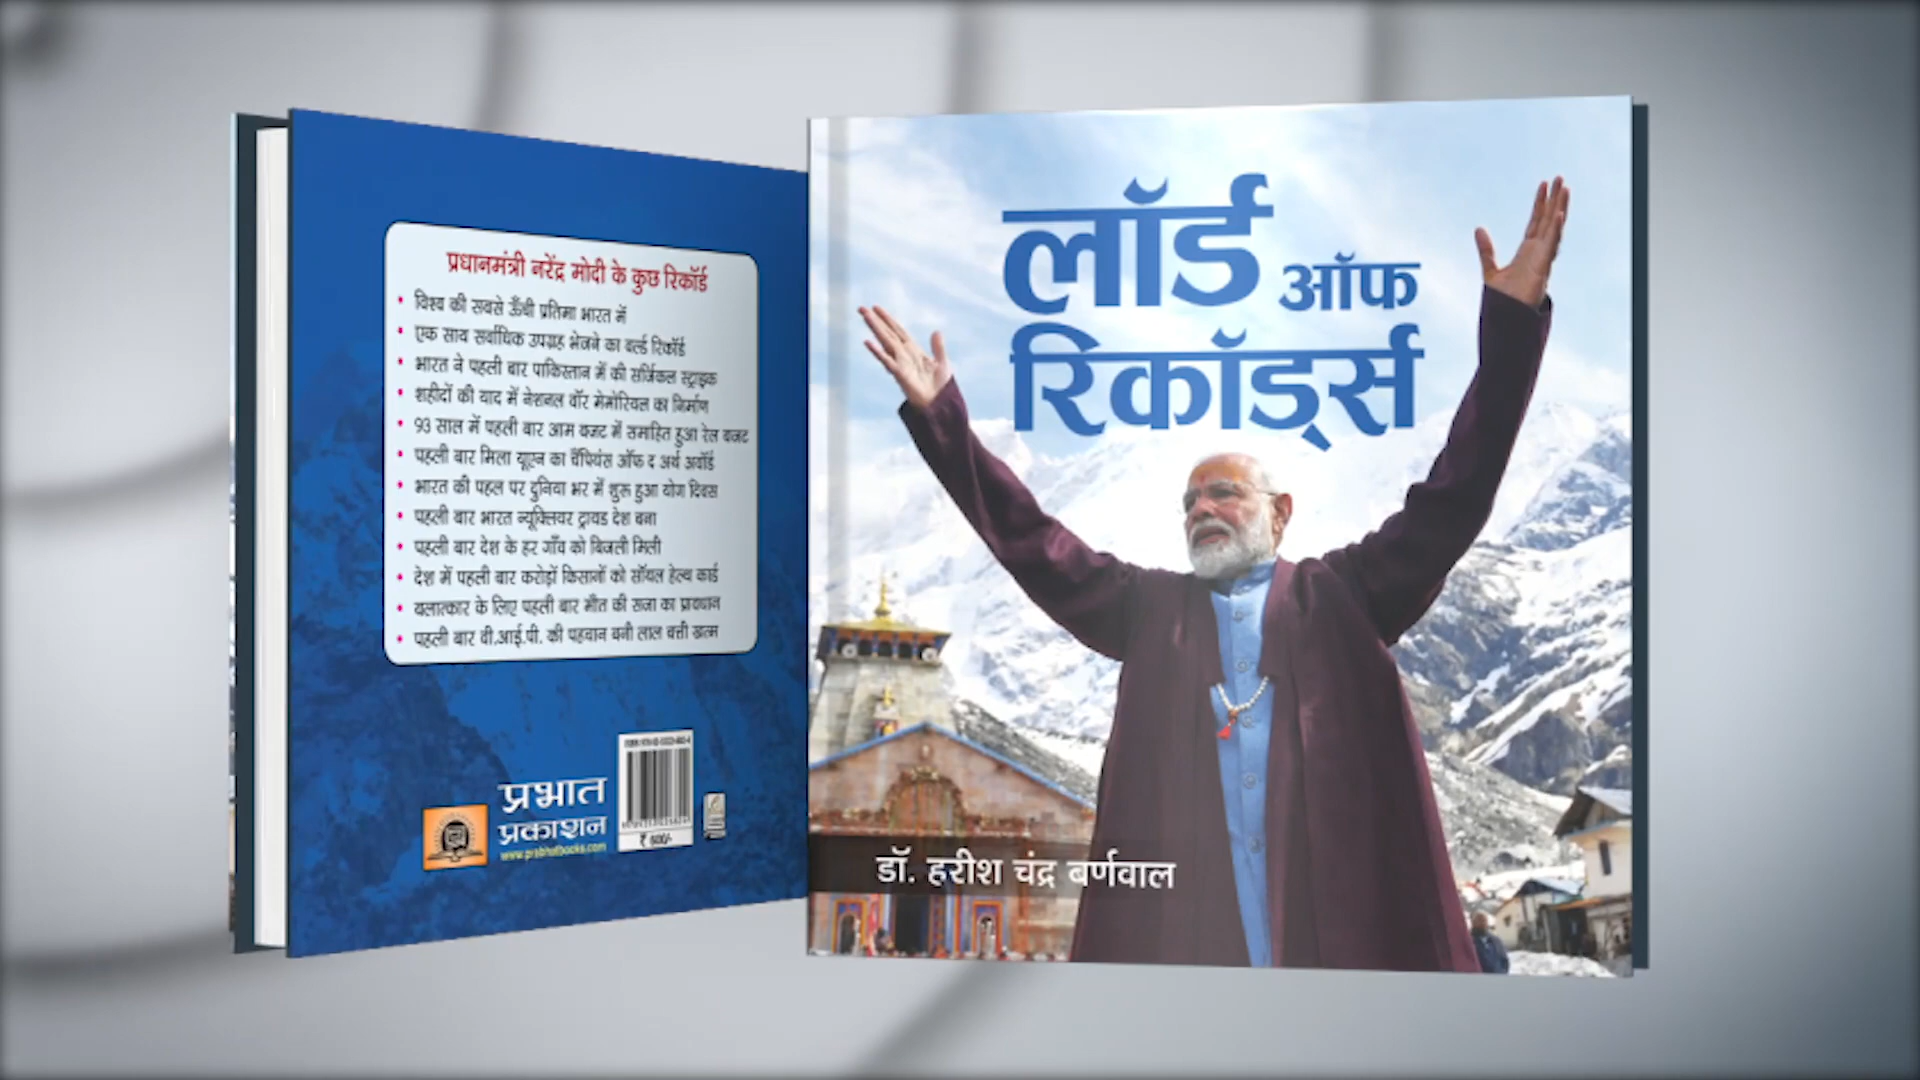 प्रधानमंत्री नरेंद्र मोदी के कुछ रिकॉर्ड
• विश्व की सबसे ऊँची प्रतिमा भारत में
• एक साथ सर्वाधिक उपग्रह भेजने का वर्ल्ड रिकॉर्ड
• भारत ने पहली बार पाकिस्तान में की सर्जिकल स्ट्राइक
• शहीदों की याद में नेशनल वॉर मेमोरियल का निर्माण
• 93 साल में पहली बार आम बजट में समाहित हुआ रेल बजट
• पहली बार मिला यूएन का चैंपियंस ऑफ द अर्थ अवॉर्ड
• भारत की पहल पर दुनिया भर में शुरू हुआ योग दिवस
• पहली बार भारत न्यूक्लियर ट्रायड देश बना
• पहली बार देश के हर गाँव को बिजली मिली
• देश में पहली बार करोड़ों किसानों को सॉयल हेल्थ कार्ड
• बलात्कार के लिए पहली बार मौत की सजा का प्रावधान
• पहली बार वी.आई.पी. की पहचान बनी लाल बत्ती खत्म
प्रभात
प्रकाशन
www.prabhatbooks.com
₹ 600/-
लॉर्ड ऑफ
रिकॉर्ड्स
डॉ. हरीश चंद्र बर्णवाल